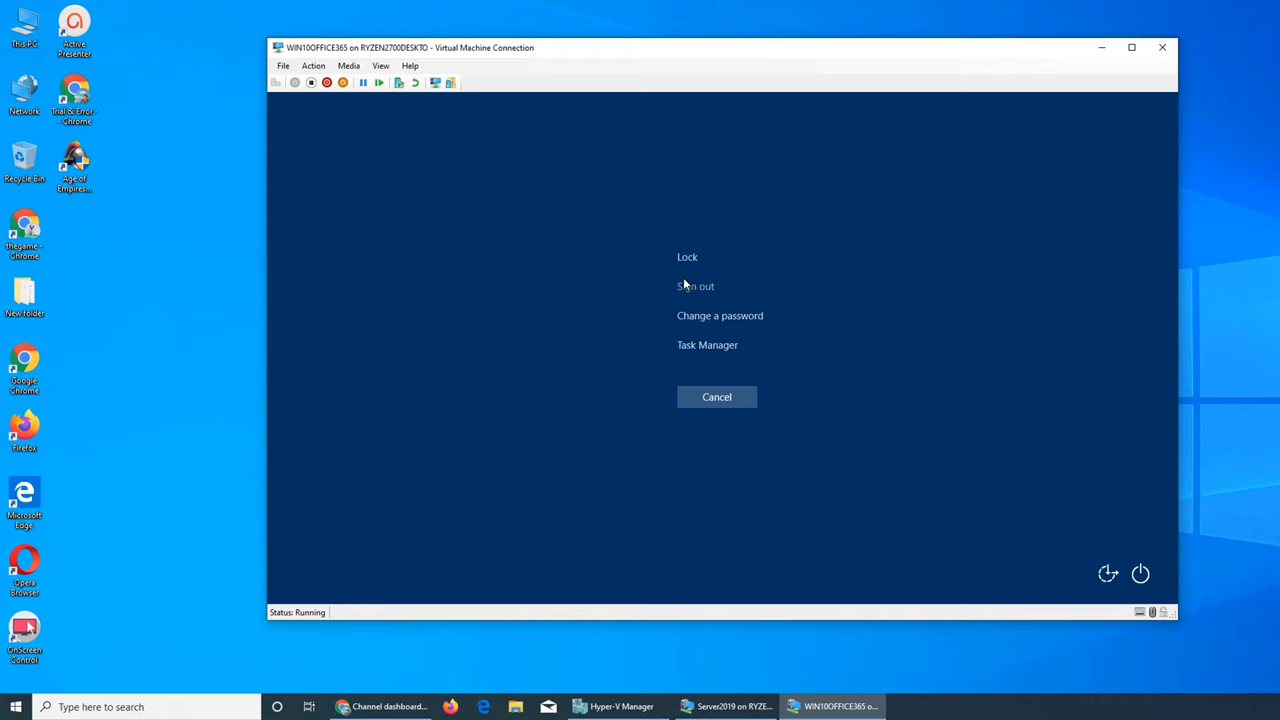 This PC
Active
Presenter
Network
Trial & Error -
- Chrome
Recycle Bin
Age of
Empires...
thegame -
Chrome
New folder
Google
Chrome
Firefox
Microsoft
Edge
Opera
Browser
OnScreen
Control
WIN10OFFICE365 on RYZEN2700DESKTO - Virtual Machine Connection
File Action Media View Help
Lock
Sign out
Change a password
Task Manager
Cancel
Status: Running
Type here to search
Channel dashboard...
Hyper-V Manager
Server2019 on RYZE...
WIN10OFFICE365 o...